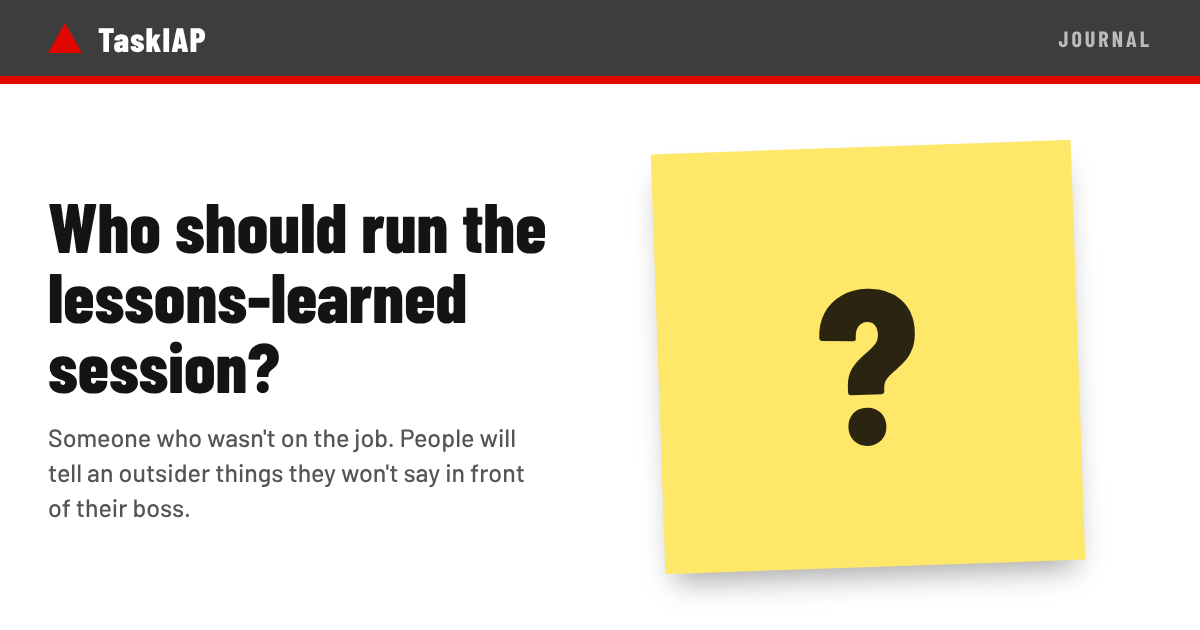 TaskIAP
JOURNAL
Who should run the
lessons-learned
session?
Someone who wasn't on the job. People will
tell an outsider things they won't say in front
of their boss.
?